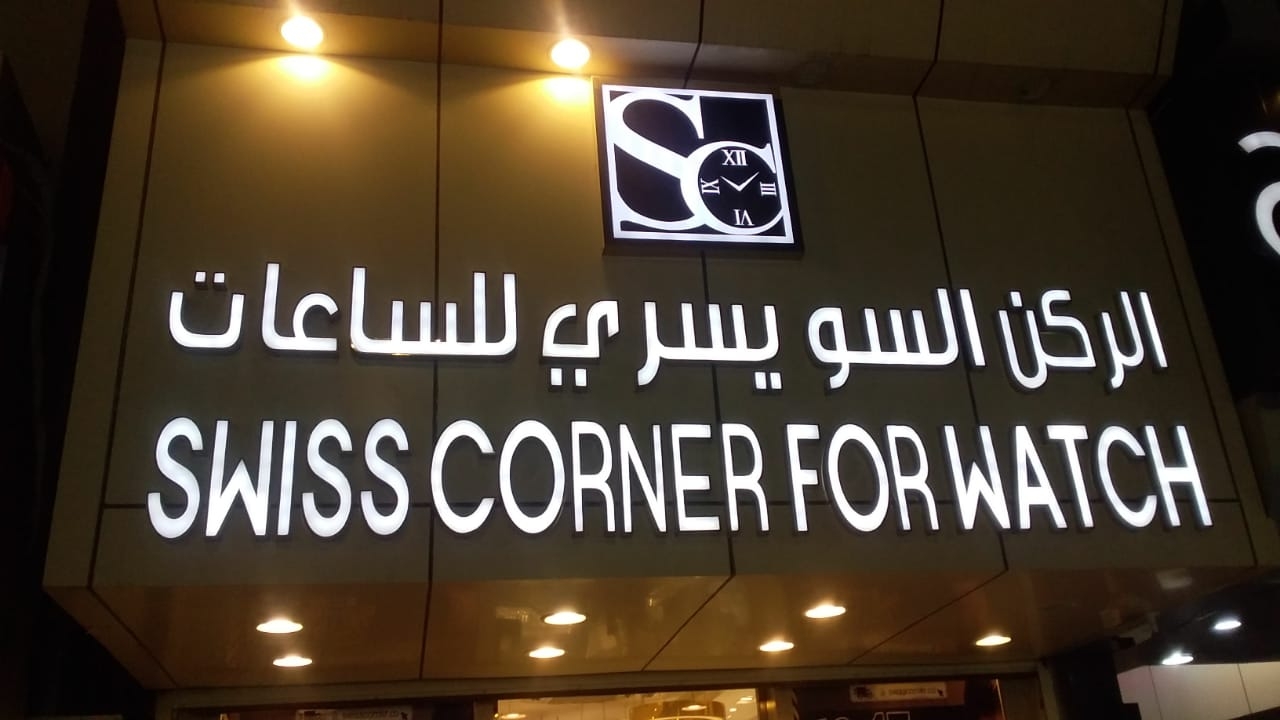 SC
XII
IX III
VI
الركن السويسري للساعات
SWISS CORNER FOR WATCH